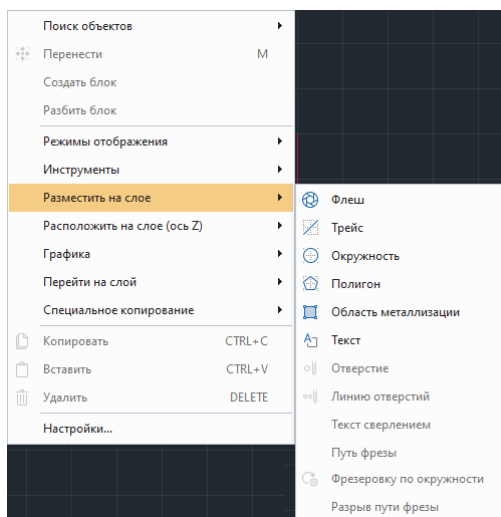 Поиск объектов
Перенести M
Создать блок
Разбить блок
Режимы отображения
Инструменты
Разместить на слое
Расположить на слое (ось Z)
Графика
Перейти на слой
Специальное копирование
Копировать CTRL+C
Вставить CTRL+V
Удалить DELETE
Настройки...
Флеш
Трейс
Окружность
Полигон
Область металлизации
Текст
Отверстие
Линию отверстий
Текст сверлением
Путь фрезы
Фрезеровку по окружности
Разрыв пути фрезы